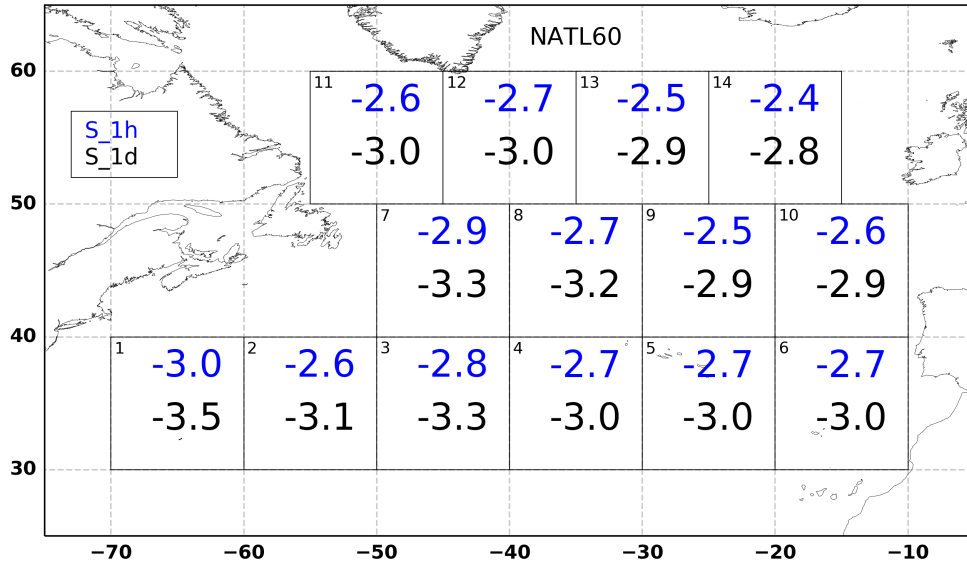 NATL60
60
11 12 13 14
-2.6 -2.7 -2.5 -2.4
S_1h
S_1d
-3.0 -3.0 -2.9 -2.8
50
7 8 9 10
-2.9 -2.7 -2.5 -2.6
-3.3 -3.2 -2.9 -2.9
40
1 2 3 4 5 6
-3.0 -2.6 -2.8 -2.7 -2.7 -2.7
-3.5 -3.1 -3.3 -3.0 -3.0 -3.0
30
−70 −60 −50 −40 −30 −20 −10